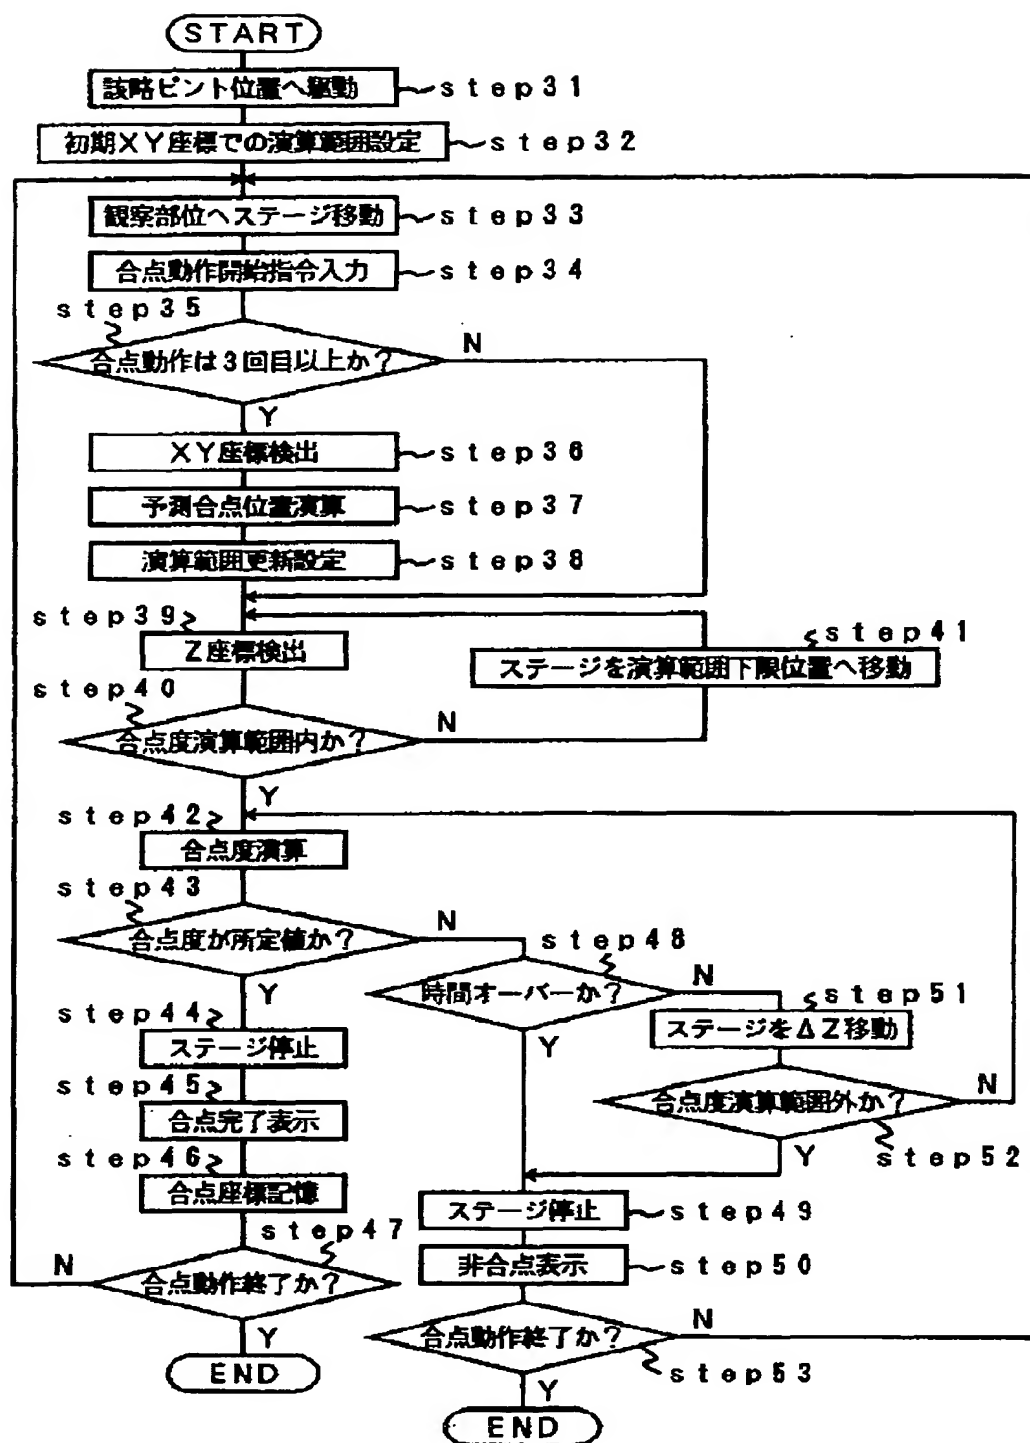 START
該略ピント位置へ駆動 step31
初期XY座標での演算範囲設定 step32
観察部位へステージ移動 step33
合点動作開始指令入力 step34
step35
合点動作は3回目以上か? N
Y
XY座標検出 step36
予測合点位置演算 step37
演算範囲更新設定 step38
step39
Z座標検出
step41
ステージを演算範囲下限位置へ移動
step40
合点度演算範囲内か? N
Y
step42
合点度演算
step43
合点度が所定値か? N
Y
step48
時間オーバーか? N
Y
step51
ステージをΔZ移動
合点度演算範囲外か? N
Y
step52
step44
ステージ停止
step45
合点完了表示
step46
合点座標記憶
step47
合点動作終了か? N
Y
END
ステージ停止 step49
非合点表示 step50
合点動作終了か? N
step53
Y
END